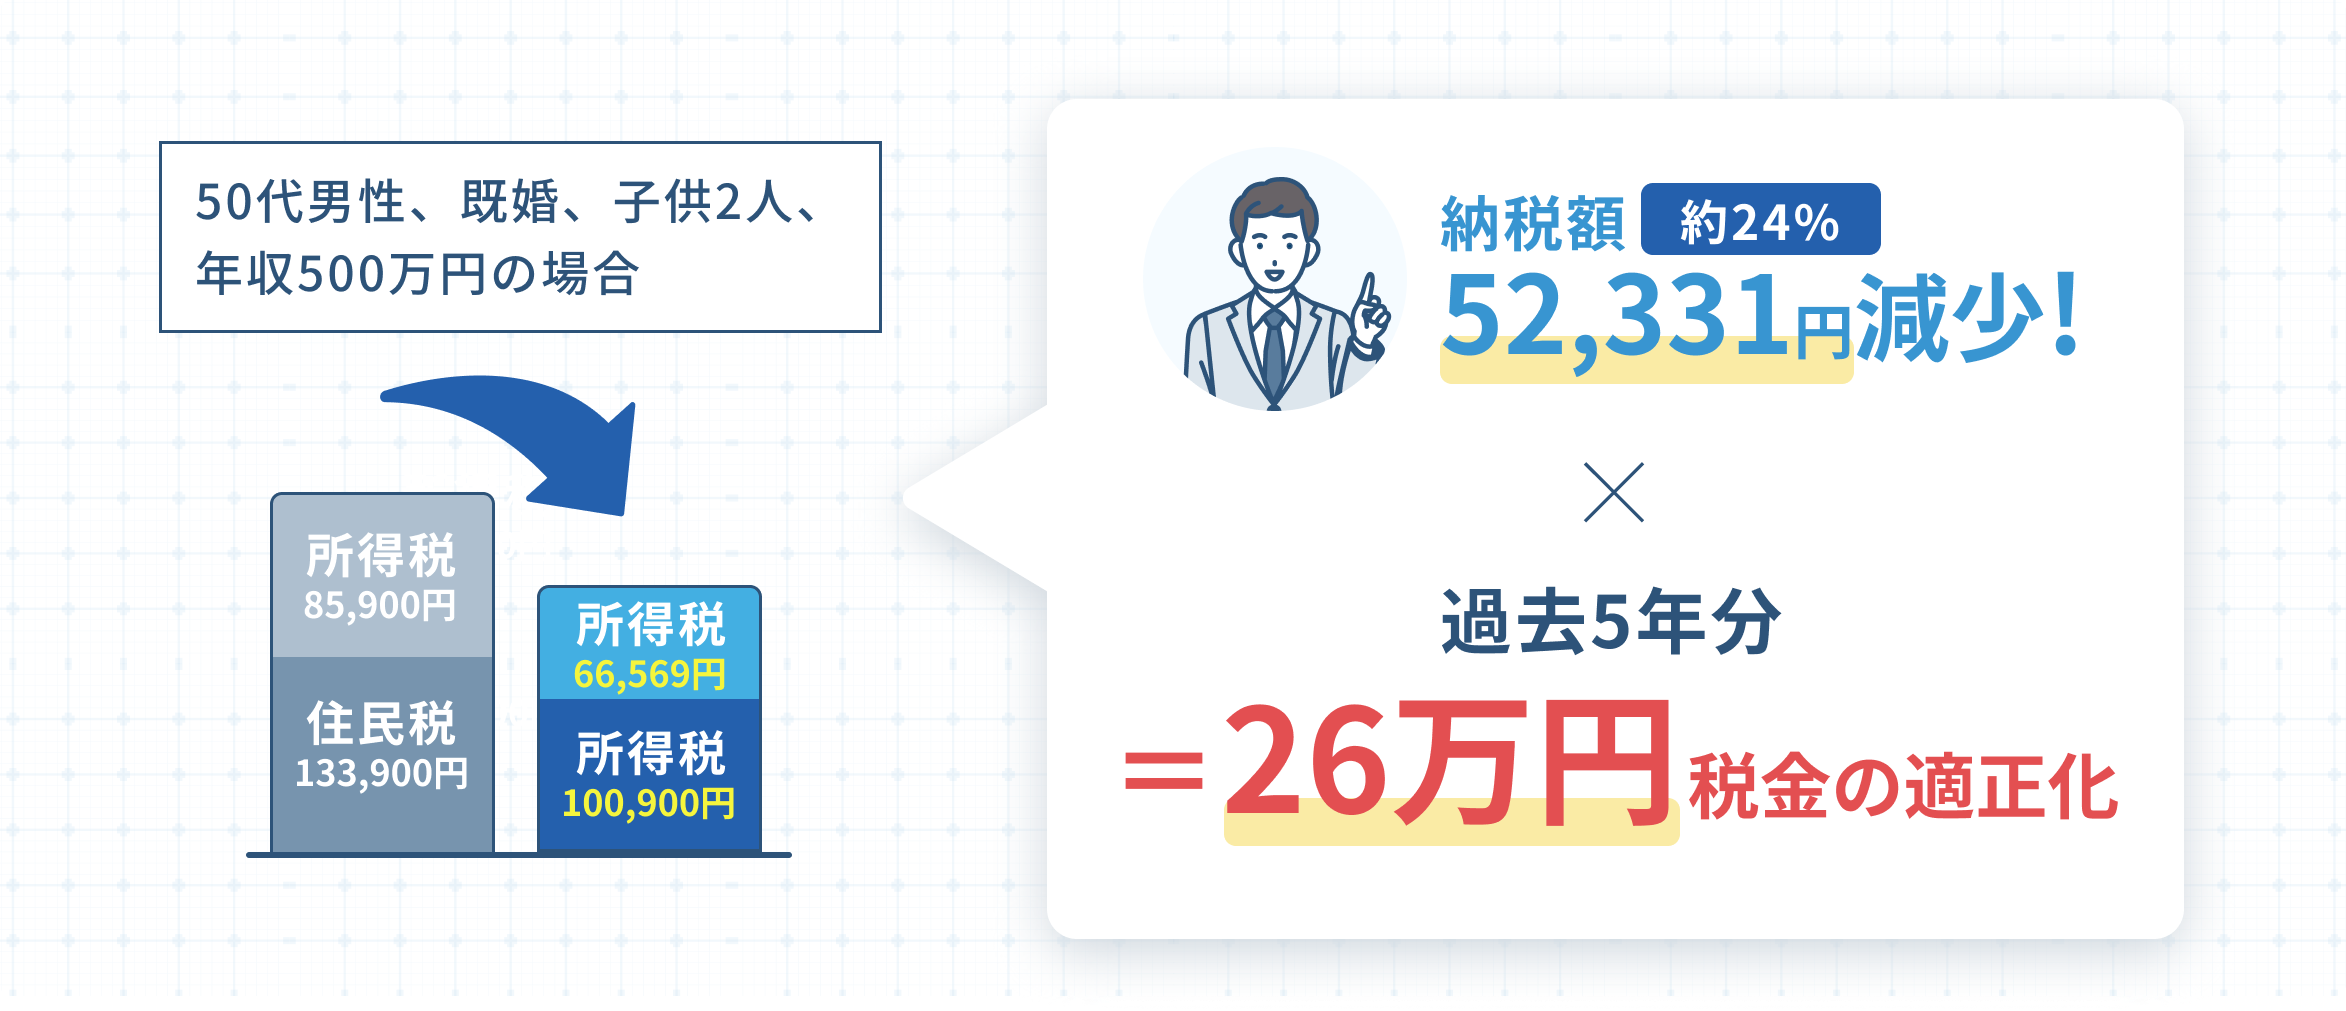 50代男性、既婚、子供2人、
年収500万円の場合
所得税
85,900円
住民税
133,900円
所得税
66,569円
所得税
100,900円
納税額 約24%
52,331円減少!
×
過去5年分
=26万円税金の適正化